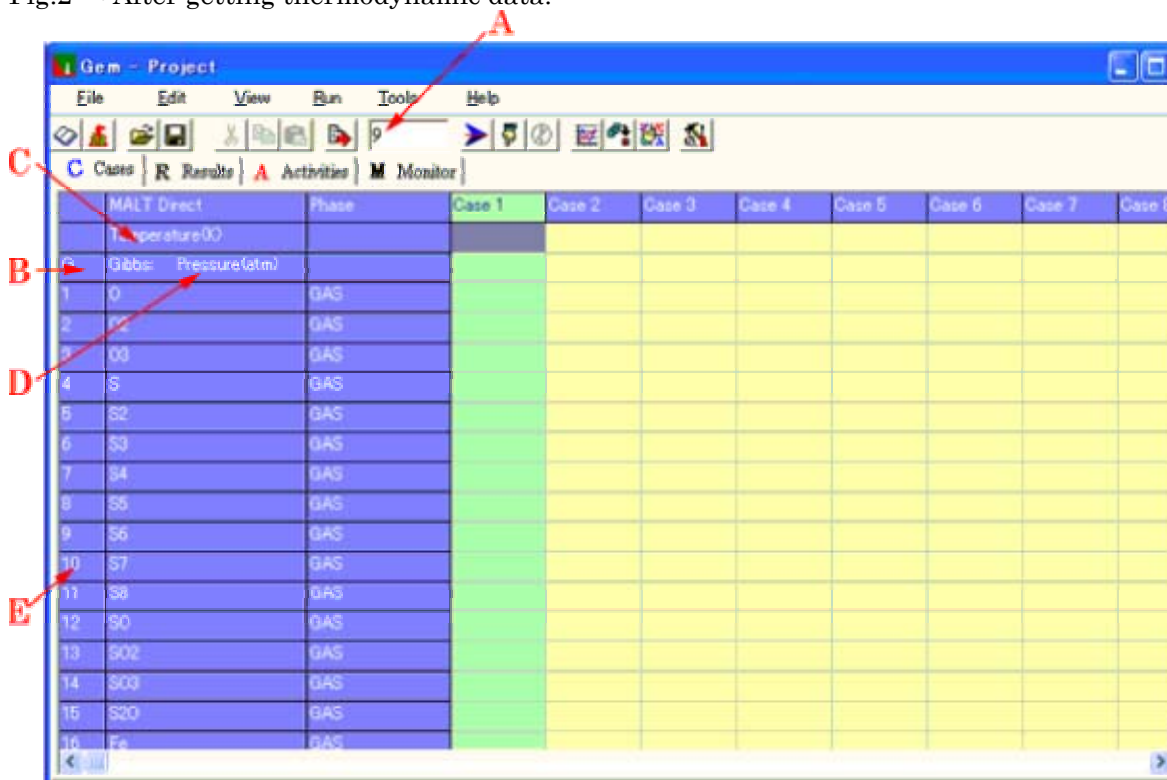 Fig.2 After getting thermodynamic data.
A
Gem - Project
File Edit View Run Tools Help
9
C
C Cases R Results A Activities M Monitor
MALT Direct Phase Case 1 Case 2 Case 3 Case 4 Case 5 Case 6 Case 7 Case
Temperature(K)
B
Gibbs: Pressure(atm)
1 O GAS
2 O2 GAS
3 O3 GAS
D
4 S GAS
5 S2 GAS
6 S3 GAS
7 S4 GAS
8 S5 GAS
9 S6 GAS
10 S7 GAS
E
11 S8 GAS
12 SO GAS
13 SO2 GAS
14 SO3 GAS
15 S2O GAS
16 Fe GAS